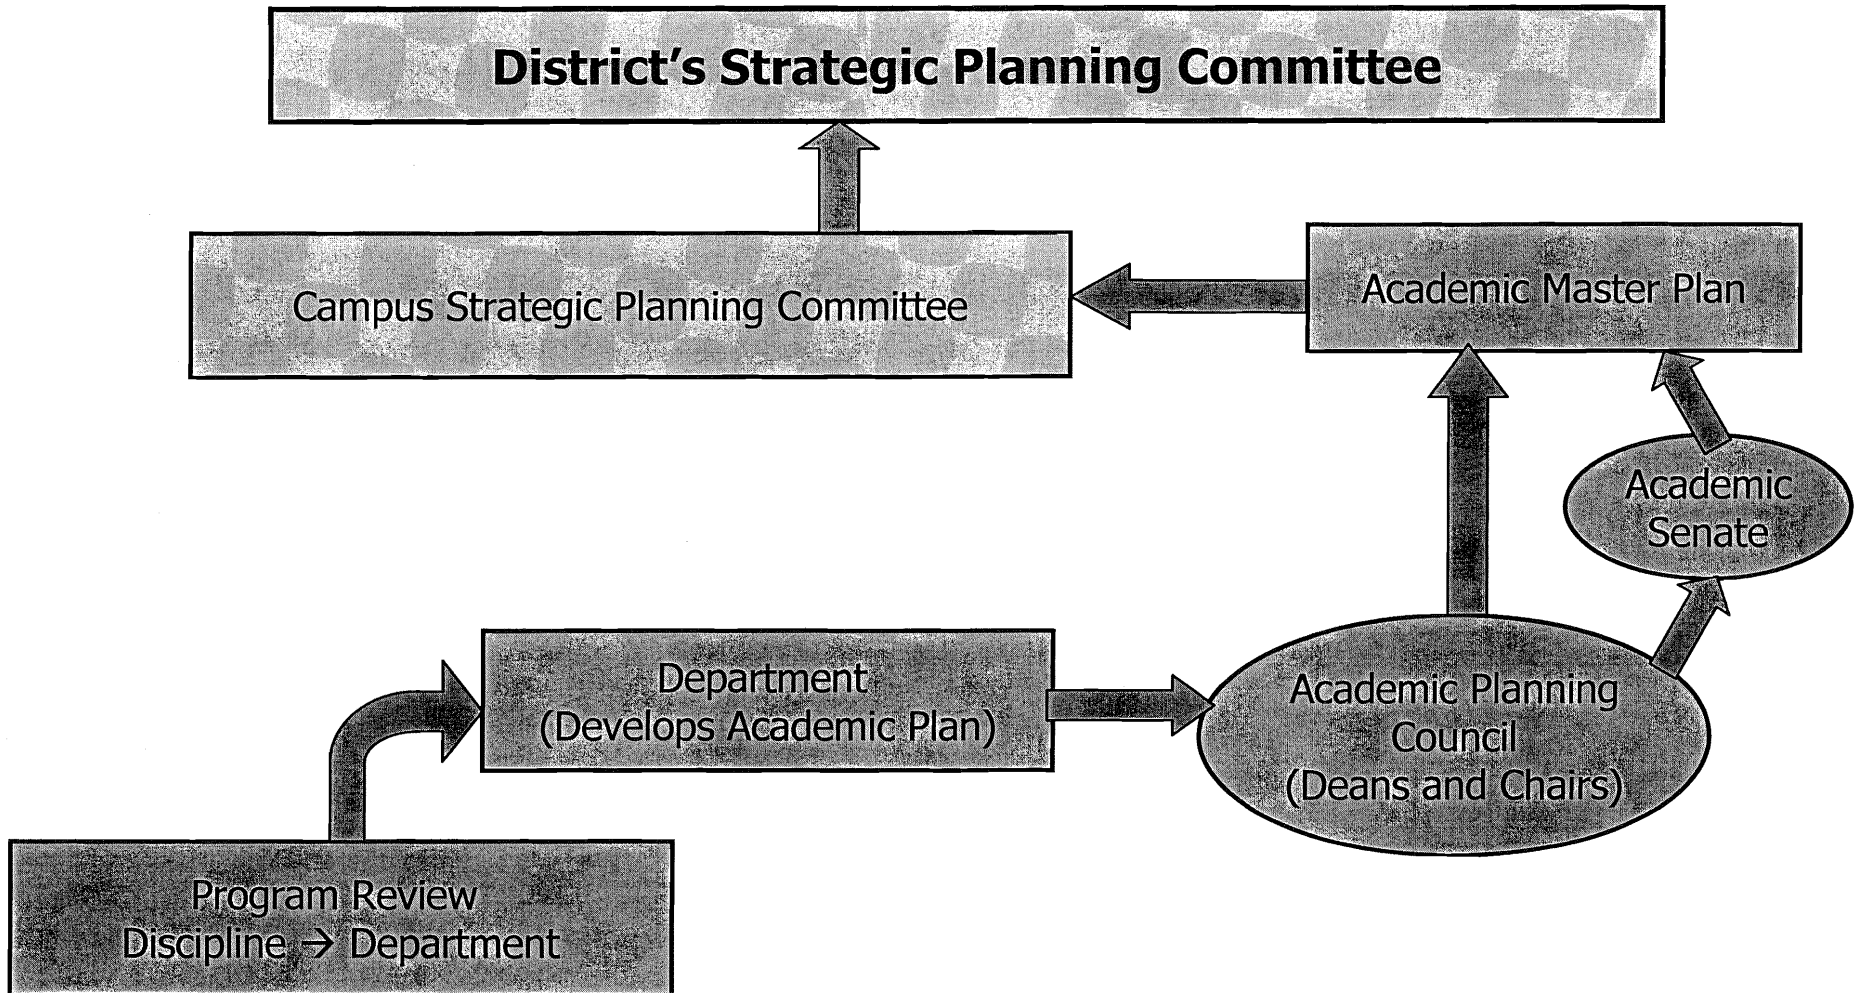 District's Strategic Planning Committee
Campus Strategic Planning Committee
Academic Master Plan
Academic
Senate
Department
(Develops Academic Plan)
Academic Planning
Council
(Deans and Chairs)
Program Review
Discipline → Department